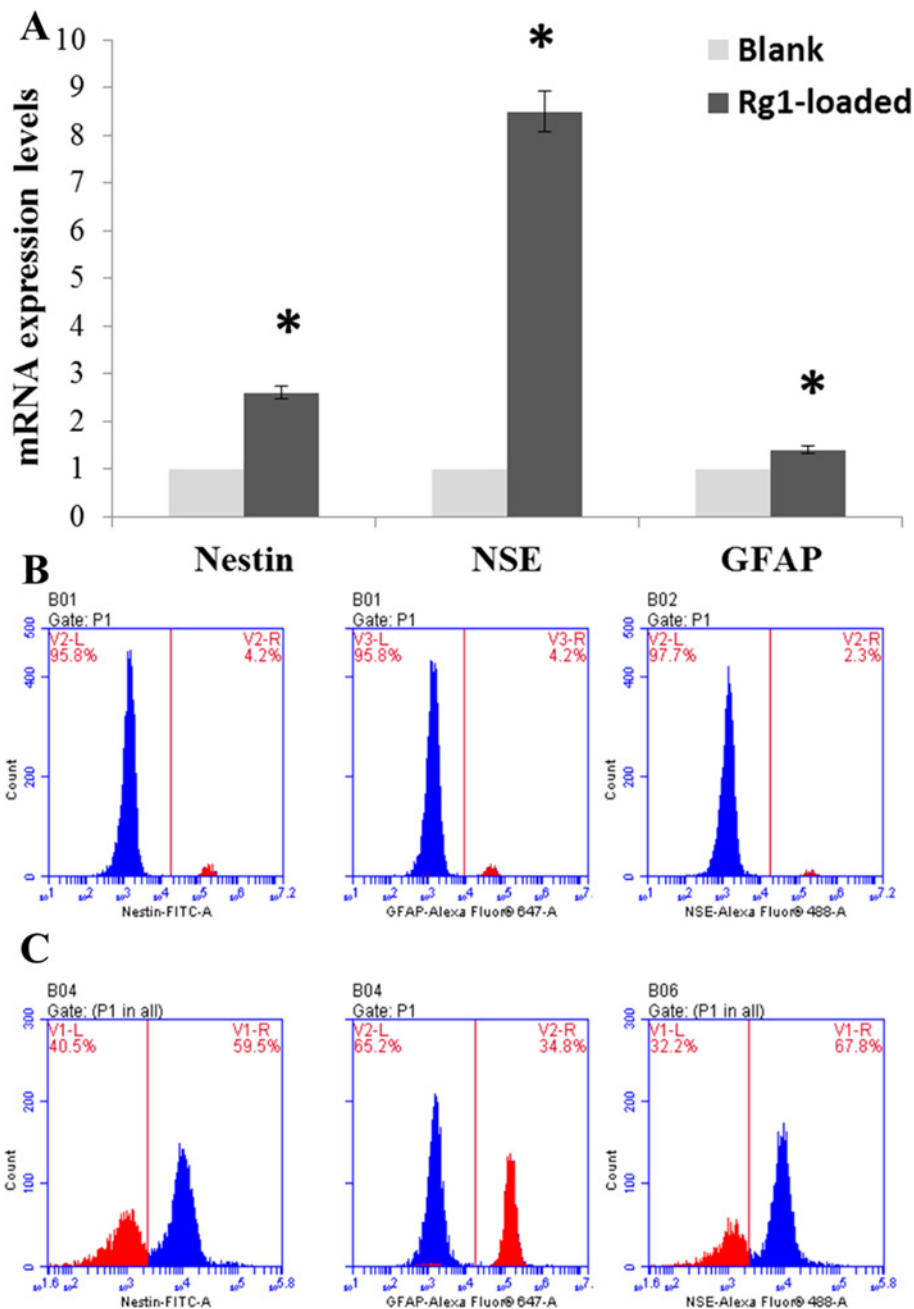 A
10
9
8
7
6
5
4
3
2
1
0
mRNA expression levels
*
*
*
Blank
Rg1-loaded
Nestin
NSE
GFAP
B
B01
Gate: P1
V2-L
95.8%
V2-R
4.2%
500
400
200
0
Count
Nestin-FITC-A
B01
Gate: P1
V3-L
95.8%
V3-R
4.2%
GFAP-Alexa Fluor® 647-A
B02
Gate: P1
V2-L
97.7%
V2-R
2.3%
500
400
200
0
Count
NSE-Alexa Fluor® 488-A
C
B04
Gate: (P1 in all)
V1-L
40.5%
V1-R
59.5%
300
200
100
0
Count
Nestin-FITC-A
B04
Gate: P1
V2-L
65.2%
V2-R
34.8%
300
200
100
0
Count
GFAP-Alexa Fluor® 647-A
B06
Gate: (P1 in all)
V1-L
32.2%
V1-R
67.8%
300
200
100
0
Count
NSE-Alexa Fluor® 488-A